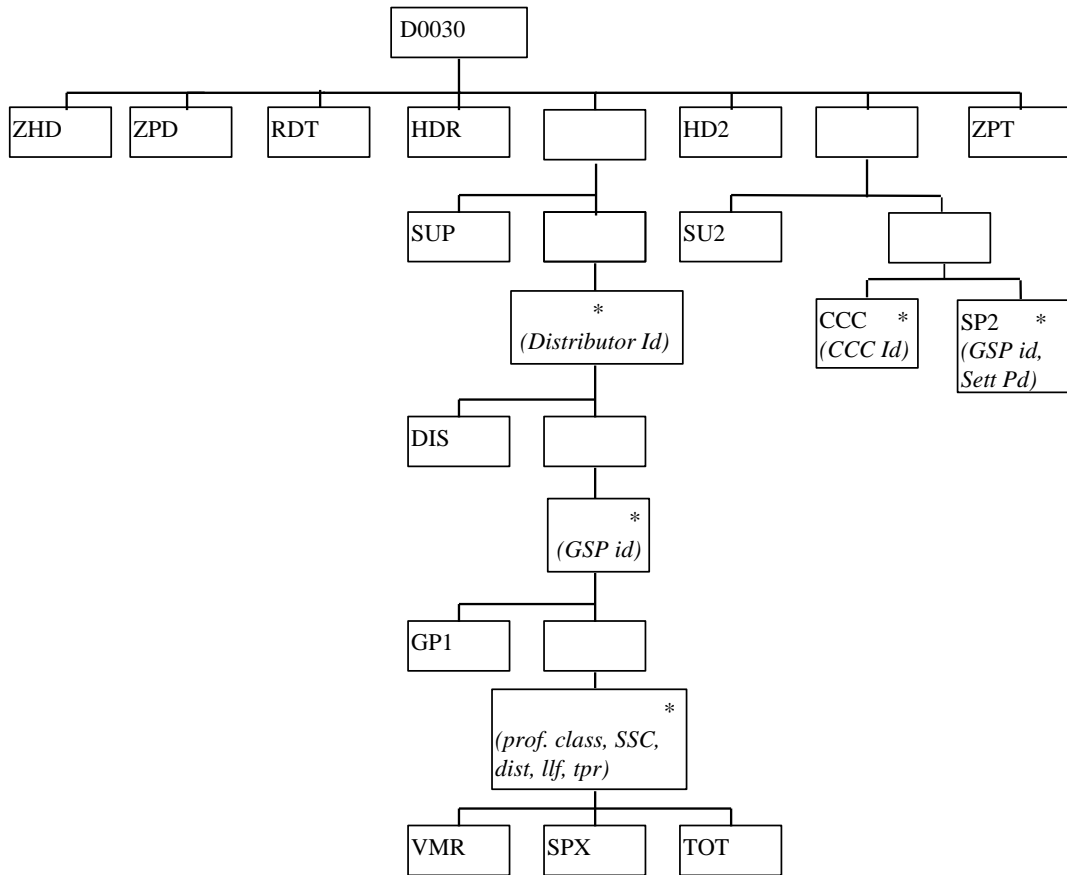 D0030
ZHD
ZPD
RDT
HDR
HD2
ZPT
SUP
SU2
*
(Distributor Id)
CCC *
(CCC Id)
SP2 *
(GSP id,
Sett Pd)
DIS
*
(GSP id)
GP1
*
(prof. class, SSC,
dist, llf, tpr)
VMR
SPX
TOT